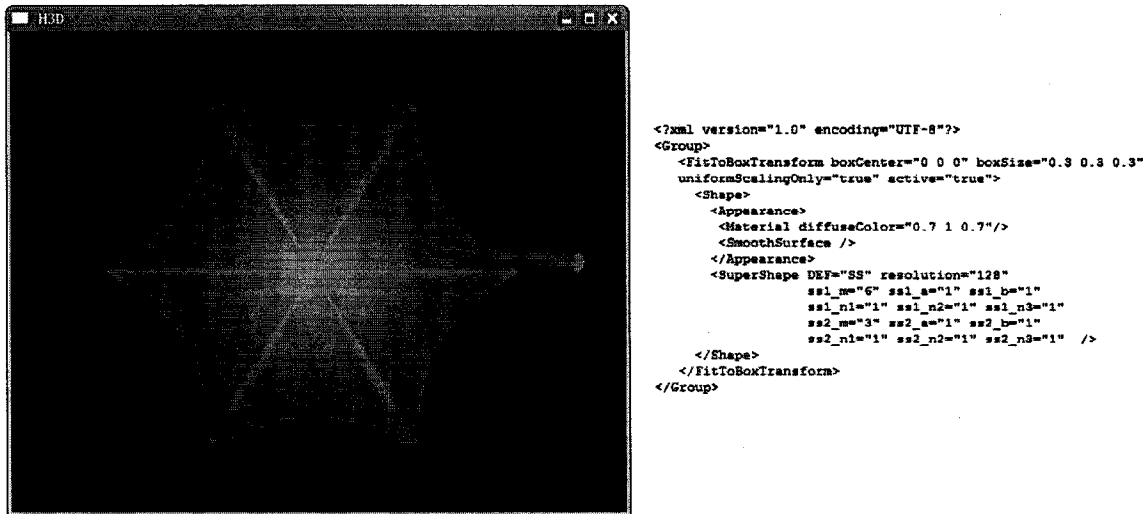 H3D
<?xml version="1.0" encoding="UTF-8"?>
<Group>
<FitToBoxTransform boxCenter="0 0 0" boxSize="0.3 0.3 0.3"
uniformScalingOnly="true" active="true">
<Shape>
<Appearance>
<Material diffuseColor="0.7 1 0.7"/>
<SmoothSurface />
</Appearance>
<SuperShape DEF="SS" resolution="128"
ss1_m="6" ss1_a="1" ss1_b="1"
ss1_n1="1" ss1_n2="1" ss1_n3="1"
ss2_m="3" ss2_a="1" ss2_b="1"
ss2_n1="1" ss2_n2="1" ss2_n3="1" />
</Shape>
</FitToBoxTransform>
</Group>